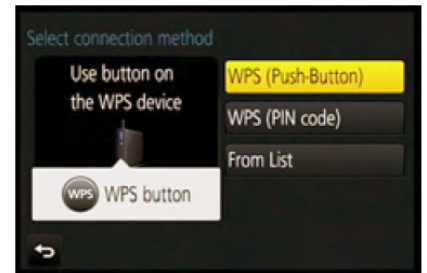 Select connection method
Use button on
the WPS device
WPS WPS button
WPS (Push-Button)
WPS (PIN code)
From List